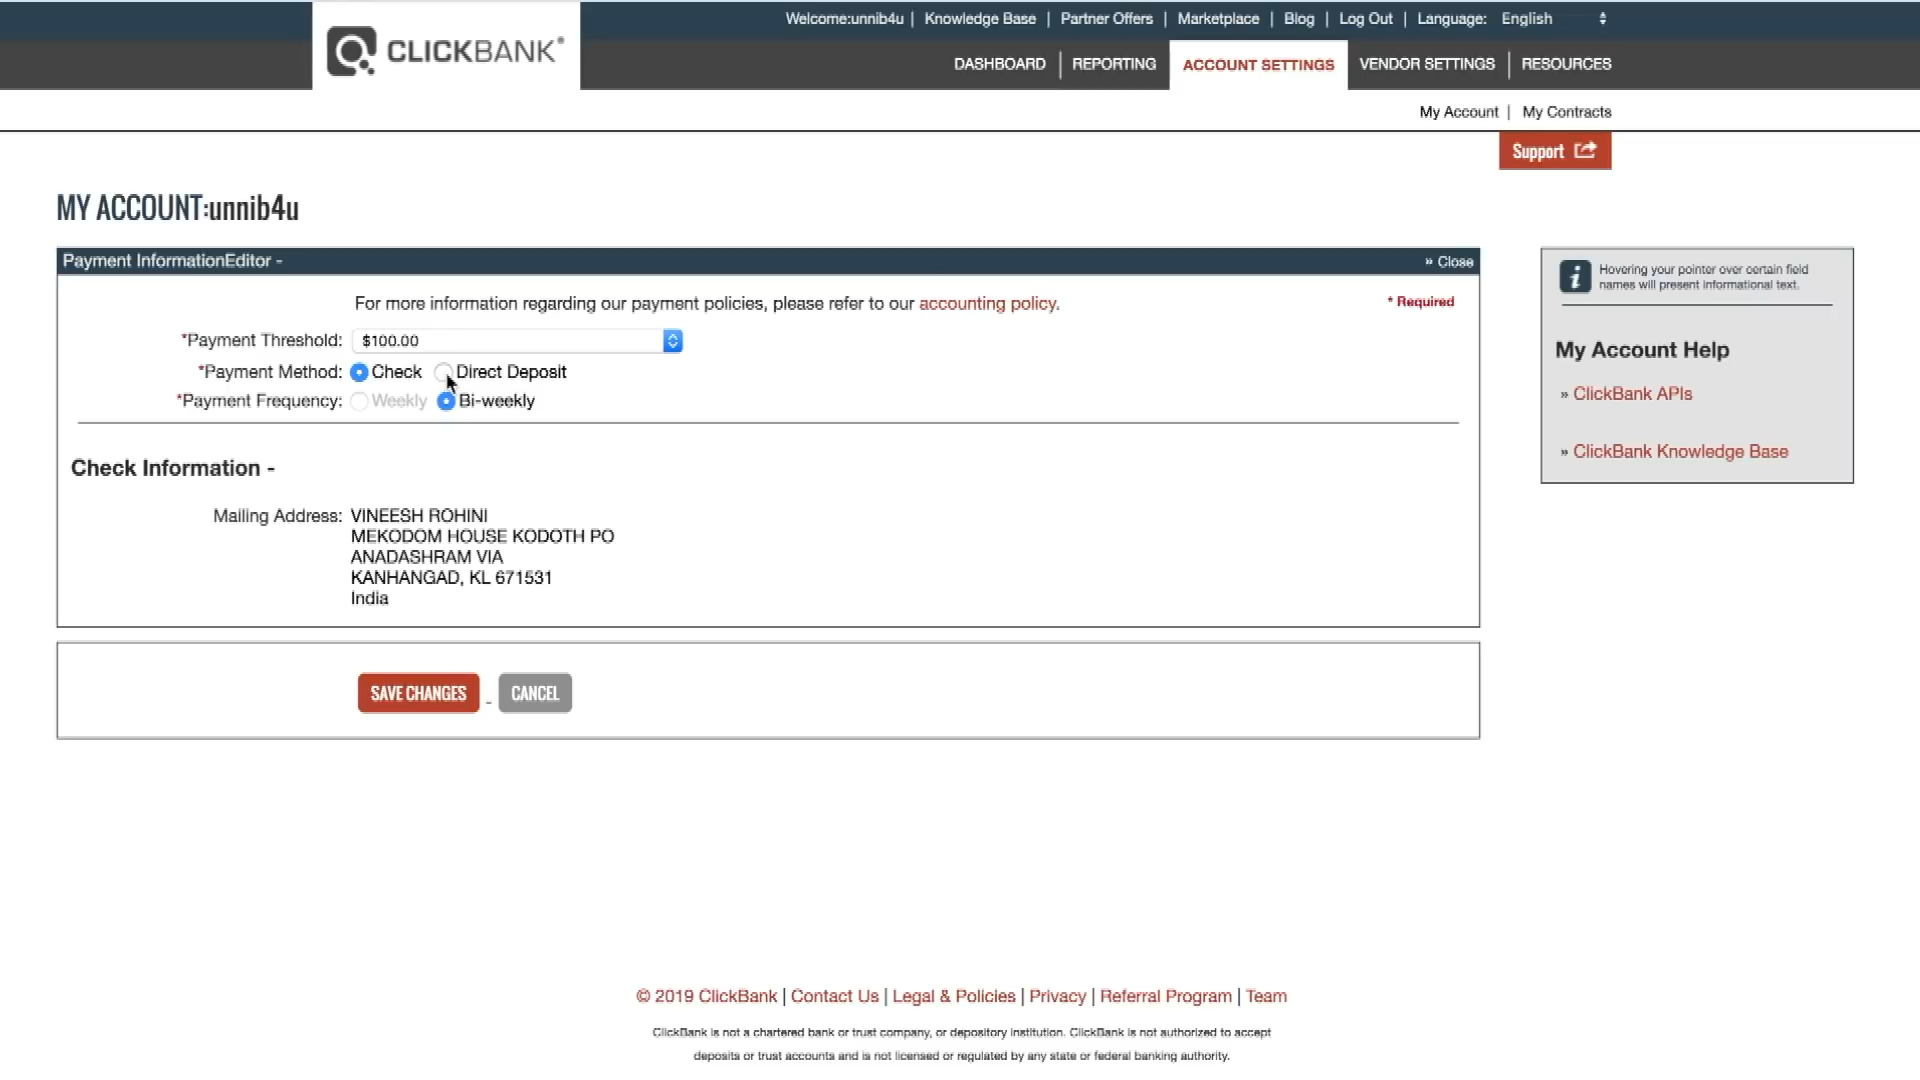 Welcome:unnib4u | Knowledge Base | Partner Offers | Marketplace | Blog | Log Out | Language: English
CLICKBANK®
DASHBOARD | REPORTING ACCOUNT SETTINGS VENDOR SETTINGS | RESOURCES
My Account | My Contracts
Support
MY ACCOUNT:unnib4u
Payment InformationEditor -
» Close
For more information regarding our payment policies, please refer to our accounting policy.
* Required
*Payment Threshold: $100.00
*Payment Method: Check Direct Deposit
*Payment Frequency: Weekly Bi-weekly
Check Information -
Mailing Address: VINEESH ROHINI
MEKODOM HOUSE KODOTH PO
ANADASHRAM VIA
KANHANGAD, KL 671531
India
SAVE CHANGES - CANCEL
i Hovering your pointer over certain field
names will present informational text.
My Account Help
» ClickBank APIs
» ClickBank Knowledge Base
© 2019 ClickBank | Contact Us | Legal & Policies | Privacy | Referral Program | Team
ClickBank is not a chartered bank or trust company, or depository institution. ClickBank is not authorized to accept
deposits or trust accounts and is not licensed or regulated by any state or federal banking authority.